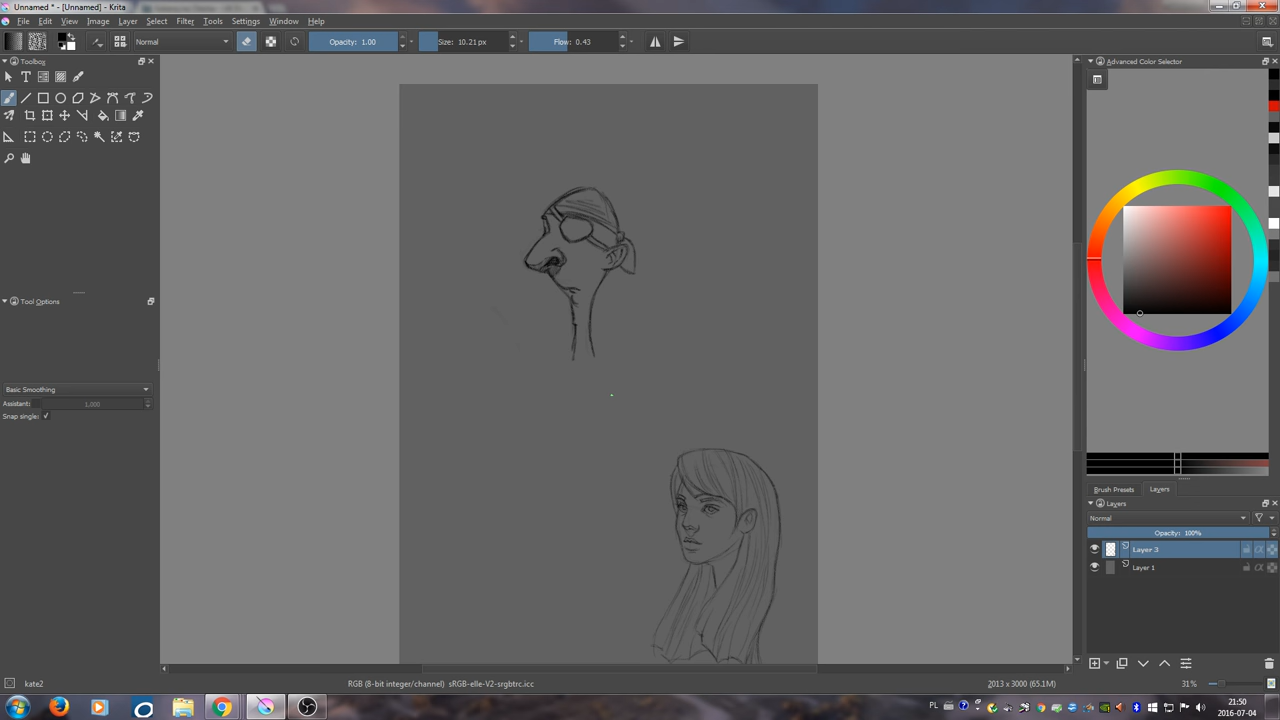 Unnamed * - [Unnamed] - Krita
File Edit View Image Layer Select Filter Tools Settings Window Help
Normal Opacity: 1.00 Size: 10.21 px Flow: 0.43
Toolbox
Advanced Color Selector
Tool Options
Basic Smoothing
Assistant: 1,000
Snap single:
Brush Presets Layers
Layers
Normal
Opacity: 100%
Layer 3
Layer 1
kate2
RGB (8-bit integer/channel) sRGB-elle-V2-srgbtrc.icc
2013 x 3000 (65.1M)
31%
PL
21:50
2016-07-04